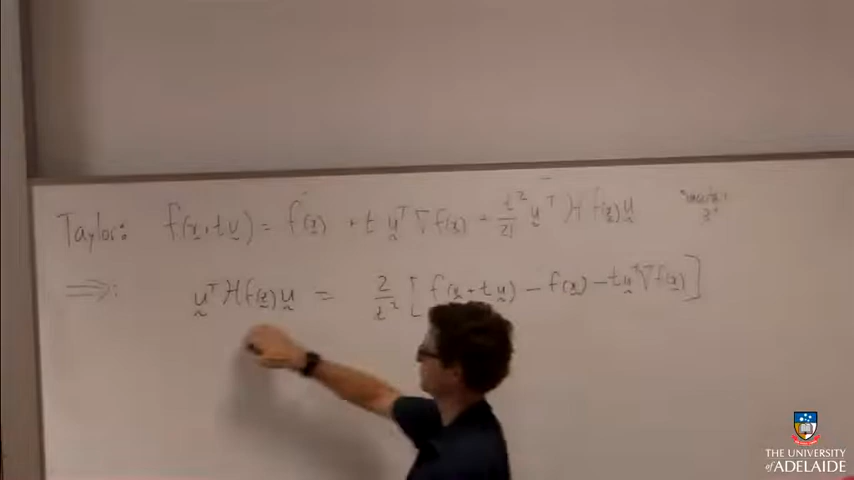 Taylor: f(x+tu) = f(x) + t uᵀ ∇f(x) + t²/2! uᵀ H f(x) u
⇒: uᵀ H f(x) u = 2/t² [ f(x+tu) − f(x) − t uᵀ ∇f(x) ]
THE UNIVERSITY
of ADELAIDE